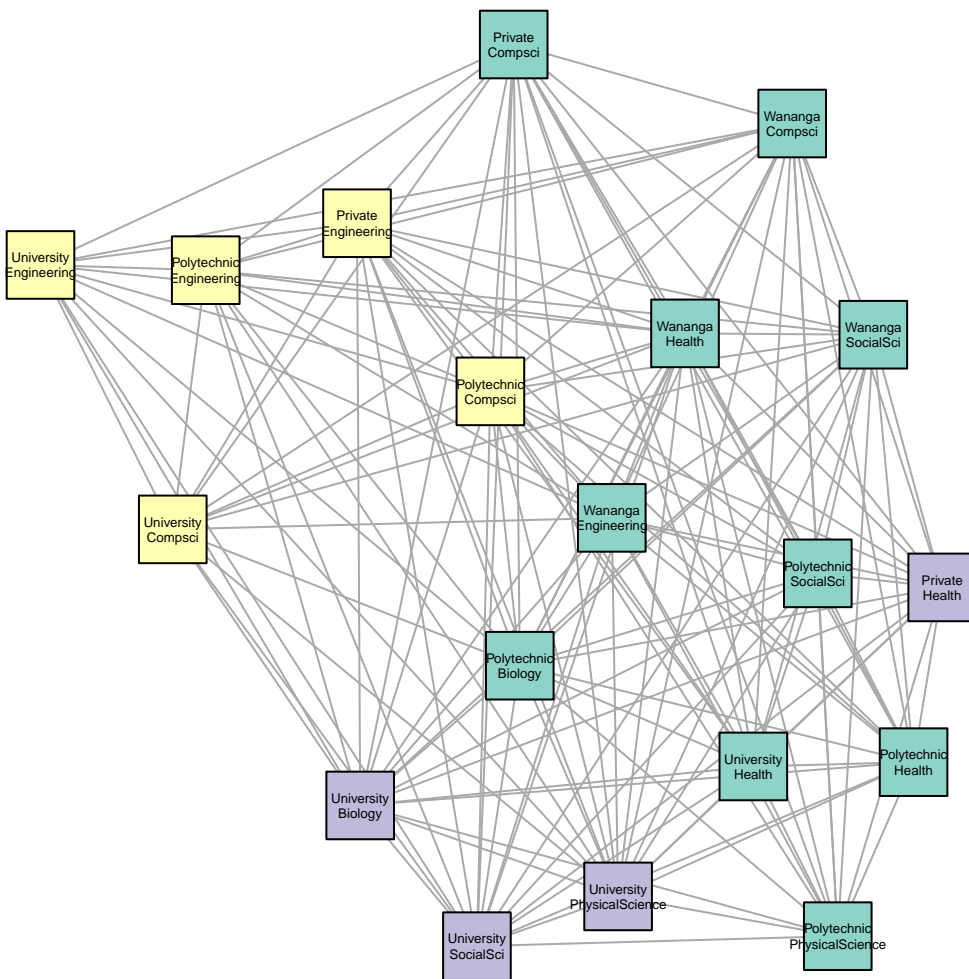 Private
Compsci
Wananga
Compsci
Private
Engineering
University
Engineering
Polytechnic
Engineering
Wananga
Health
Wananga
SocialSci
Polytechnic
Compsci
Wananga
Engineering
University
Compsci
Polytechnic
SocialSci
Private
Health
Polytechnic
Biology
University
Health
Polytechnic
Health
University
Biology
University
PhysicalScience
University
SocialSci
Polytechnic
PhysicalScience